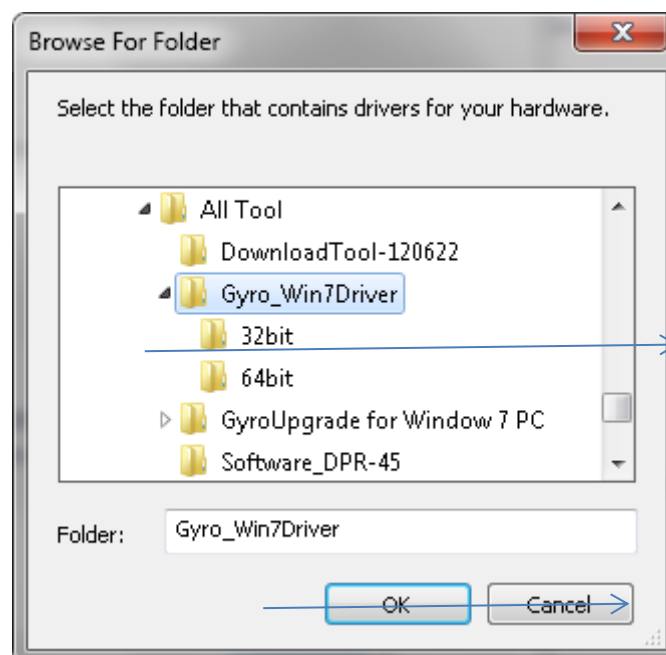 Browse For Folder
Select the folder that contains drivers for your hardware.
All Tool
DownloadTool-120622
Gyro_Win7Driver
32bit
64bit
GyroUpgrade for Window 7 PC
Software_DPR-45
Folder: Gyro_Win7Driver
OK Cancel